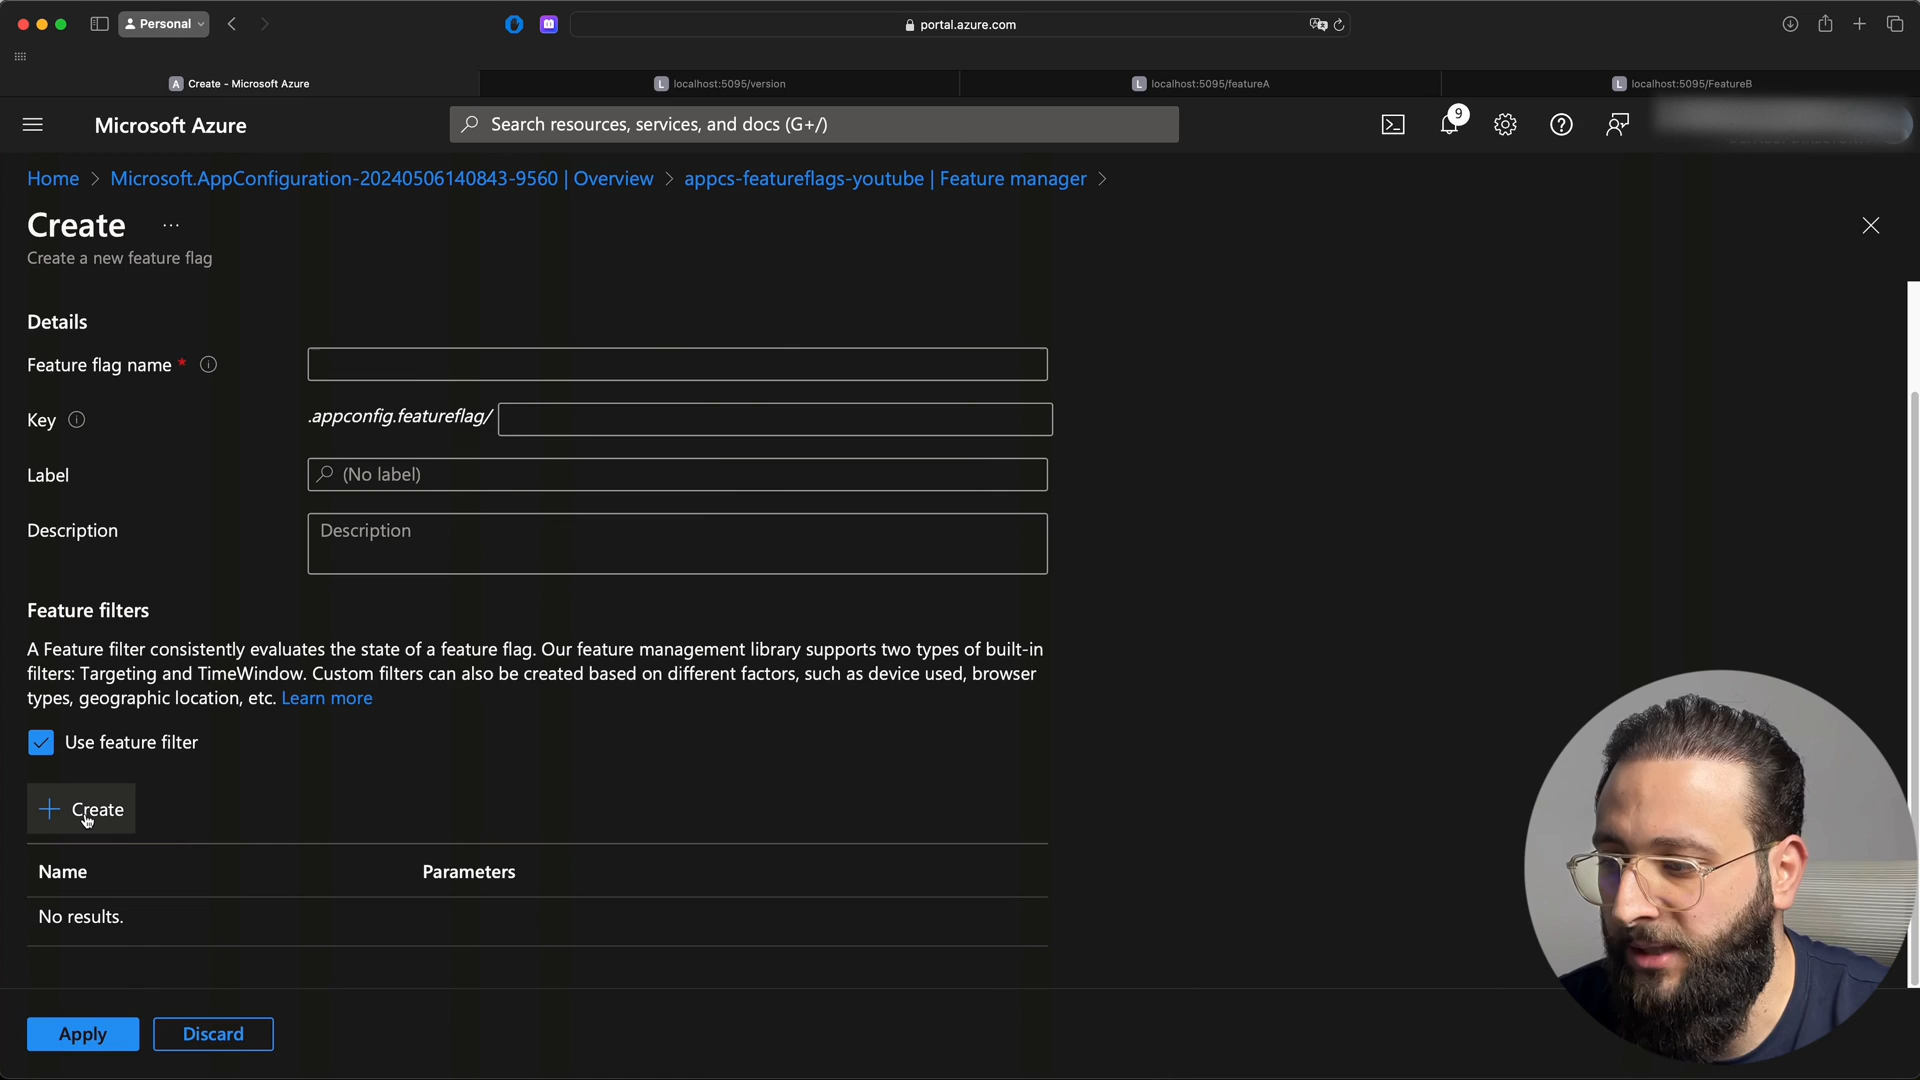 Personal
portal.azure.com
A Create - Microsoft Azure
L localhost:5095/version
L localhost:5095/featureA
L localhost:5095/FeatureB
Microsoft Azure
Search resources, services, and docs (G+/)
9
Home > Microsoft.AppConfiguration-20240506140843-9560 | Overview > appcs-featureflags-youtube | Feature manager >
Create ...
Create a new feature flag
Details
Feature flag name *
Key .appconfig.featureflag/
Label (No label)
Description Description
Feature filters
A Feature filter consistently evaluates the state of a feature flag. Our feature management library supports two types of built-in
filters: Targeting and TimeWindow. Custom filters can also be created based on different factors, such as device used, browser
types, geographic location, etc. Learn more
Use feature filter
+ Create
Name Parameters
No results.
Apply Discard